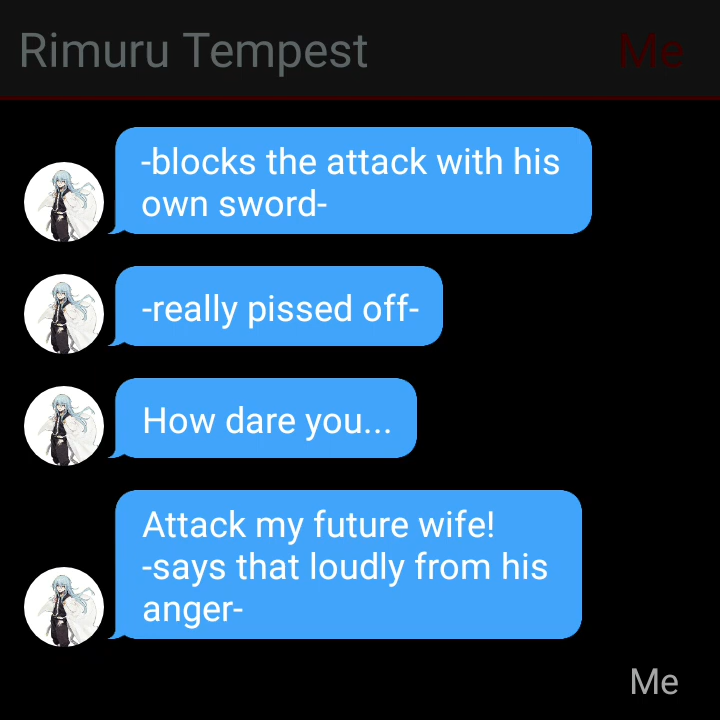 Rimuru Tempest
Me
-blocks the attack with his
own sword-
-really pissed off-
How dare you...
Attack my future wife!
-says that loudly from his
anger-
Me